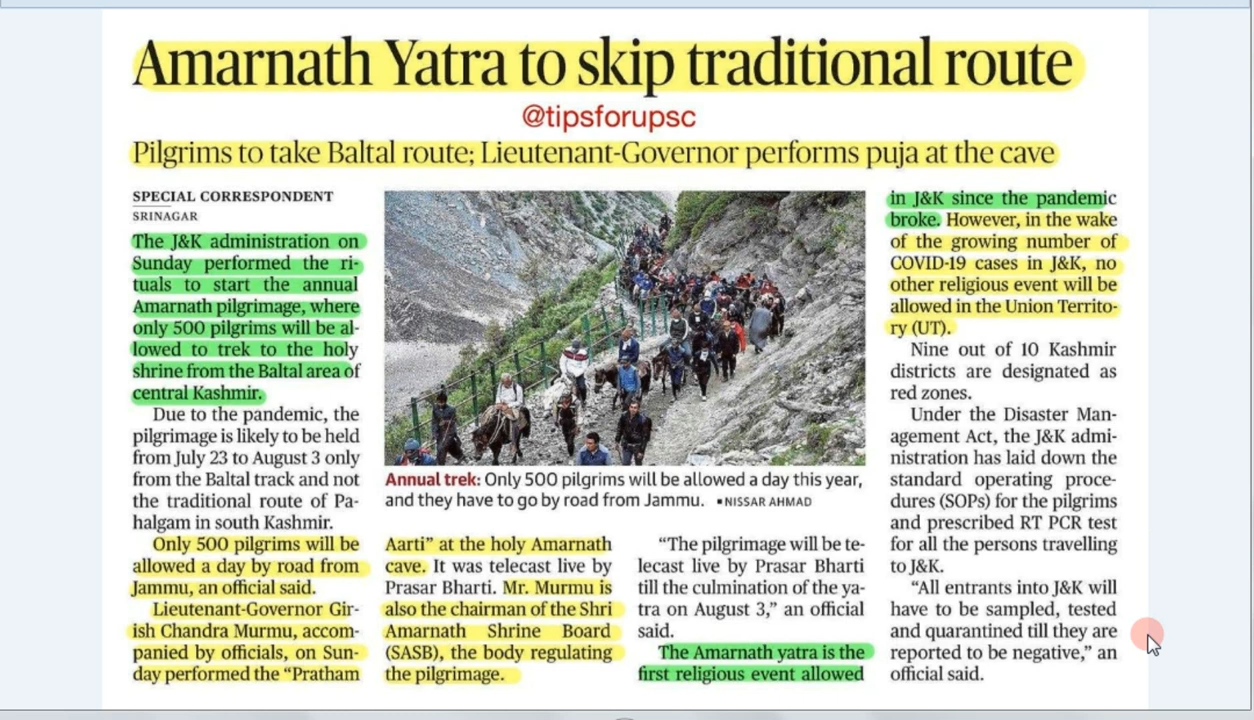 Amarnath Yatra to skip traditional route
@tipsforupsc
Pilgrims to take Baltal route; Lieutenant-Governor performs puja at the cave
SPECIAL CORRESPONDENT
SRINAGAR
The J&K administration on
Sunday performed the ri-
tuals to start the annual
Amarnath pilgrimage, where
only 500 pilgrims will be al-
lowed to trek to the holy
shrine from the Baltal area of
central Kashmir.
Due to the pandemic, the
pilgrimage is likely to be held
from July 23 to August 3 only
from the Baltal track and not
the traditional route of Pa-
halgam in south Kashmir.
Only 500 pilgrims will be
allowed a day by road from
Jammu, an official said.
Lieutenant-Governor Gir-
ish Chandra Murmu, accom-
panied by officials, on Sun-
day performed the “Pratham
Annual trek: Only 500 pilgrims will be allowed a day this year,
and they have to go by road from Jammu. ▪NISSAR AHMAD
Aarti” at the holy Amarnath
cave. It was telecast live by
Prasar Bharti. Mr. Murmu is
also the chairman of the Shri
Amarnath Shrine Board
(SASB), the body regulating
the pilgrimage.
“The pilgrimage will be te-
lecast live by Prasar Bharti
till the culmination of the ya-
tra on August 3,” an official
said.
The Amarnath yatra is the
first religious event allowed
in J&K since the pandemic
broke. However, in the wake
of the growing number of
COVID-19 cases in J&K, no
other religious event will be
allowed in the Union Territo-
ry (UT).
Nine out of 10 Kashmir
districts are designated as
red zones.
Under the Disaster Man-
agement Act, the J&K admi-
nistration has laid down the
standard operating proce-
dures (SOPs) for the pilgrims
and prescribed RT PCR test
for all the persons travelling
to J&K.
“All entrants into J&K will
have to be sampled, tested
and quarantined till they are
reported to be negative,” an
official said.